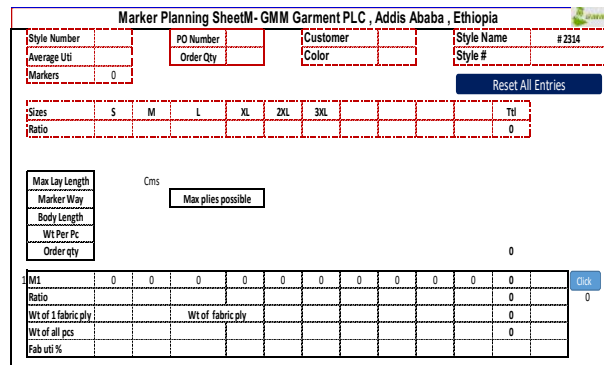 Marker Planning SheetM- GMM Garment PLC , Addis Ababa , Ethiopia
Style Number PO Number Customer Style Name # 2314
Average Uti Order Qty Color Style #
Markers 0
Reset All Entries
Sizes S M L XL 2XL 3XL Ttl
Ratio 0
Max Lay Length Cms
Marker Way Max plies possible
Body Length
Wt Per Pc
Order qty 0
1 M1 0 0 0 0 0 0 0 0 0 0 0 Click
Ratio 0 0
Wt of 1 fabric ply Wt of fabric ply 0
Wt of all pcs 0
Fab uti %